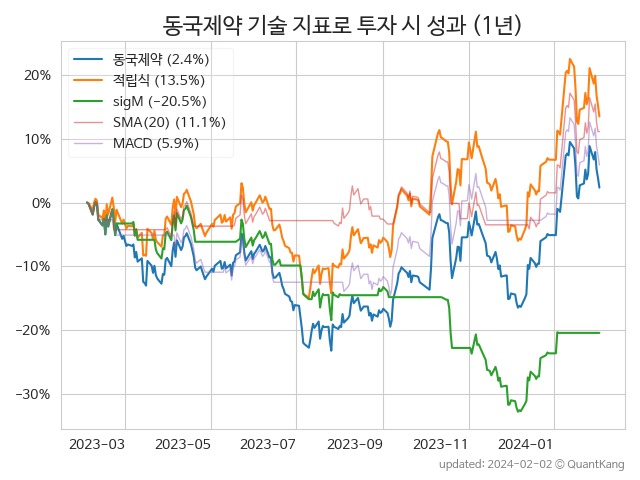 동국제약 기술 지표로 투자 시 성과 (1년)
동국제약 (2.4%)
적립식 (13.5%)
sigM (−20.5%)
SMA(20) (11.1%)
MACD (5.9%)
20%
10%
0%
−10%
−20%
−30%
2023−03 2023−05 2023−07 2023−09 2023−11 2024−01
updated: 2024-02-02 © QuantKang